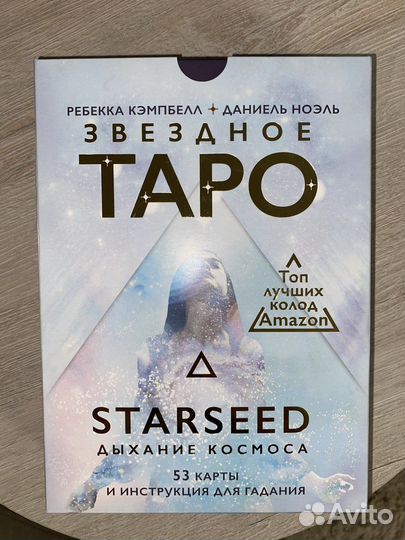 РЕБЕККА КЭМПБЕЛЛ ДАНИЕЛЬ НОЭЛЬ
ЗВЕЗДНОЕ
ТАРО
Топ
лучших
колод
Amazon
STARSEED
ДЫХАНИЕ КОСМОСА
53 КАРТЫ
И ИНСТРУКЦИЯ ДЛЯ ГАДАНИЯ
Avito